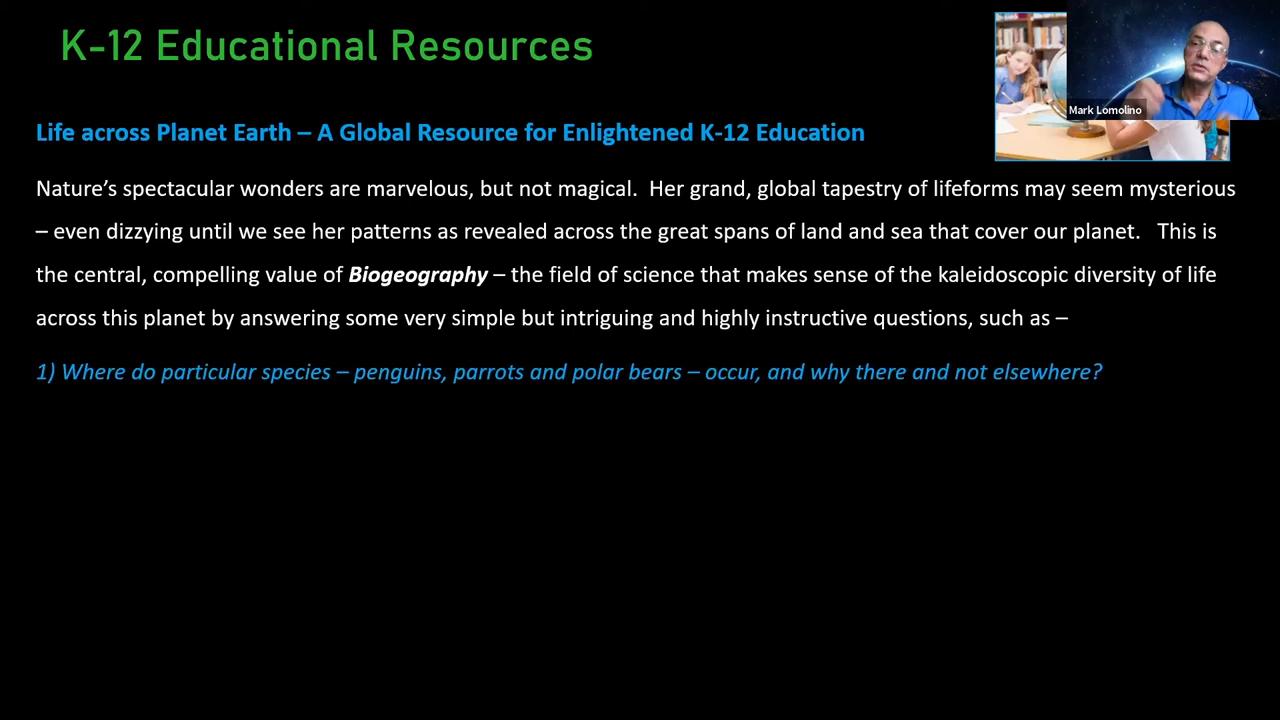 K-12 Educational Resources
Mark Lomolino
Life across Planet Earth – A Global Resource for Enlightened K-12 Education
Nature’s spectacular wonders are marvelous, but not magical.  Her grand, global tapestry of lifeforms may seem mysterious
– even dizzying until we see her patterns as revealed across the great spans of land and sea that cover our planet.   This is
the central, compelling value of Biogeography – the field of science that makes sense of the kaleidoscopic diversity of life
across this planet by answering some very simple but intriguing and highly instructive questions, such as –
1) Where do particular species – penguins, parrots and polar bears – occur, and why there and not elsewhere?